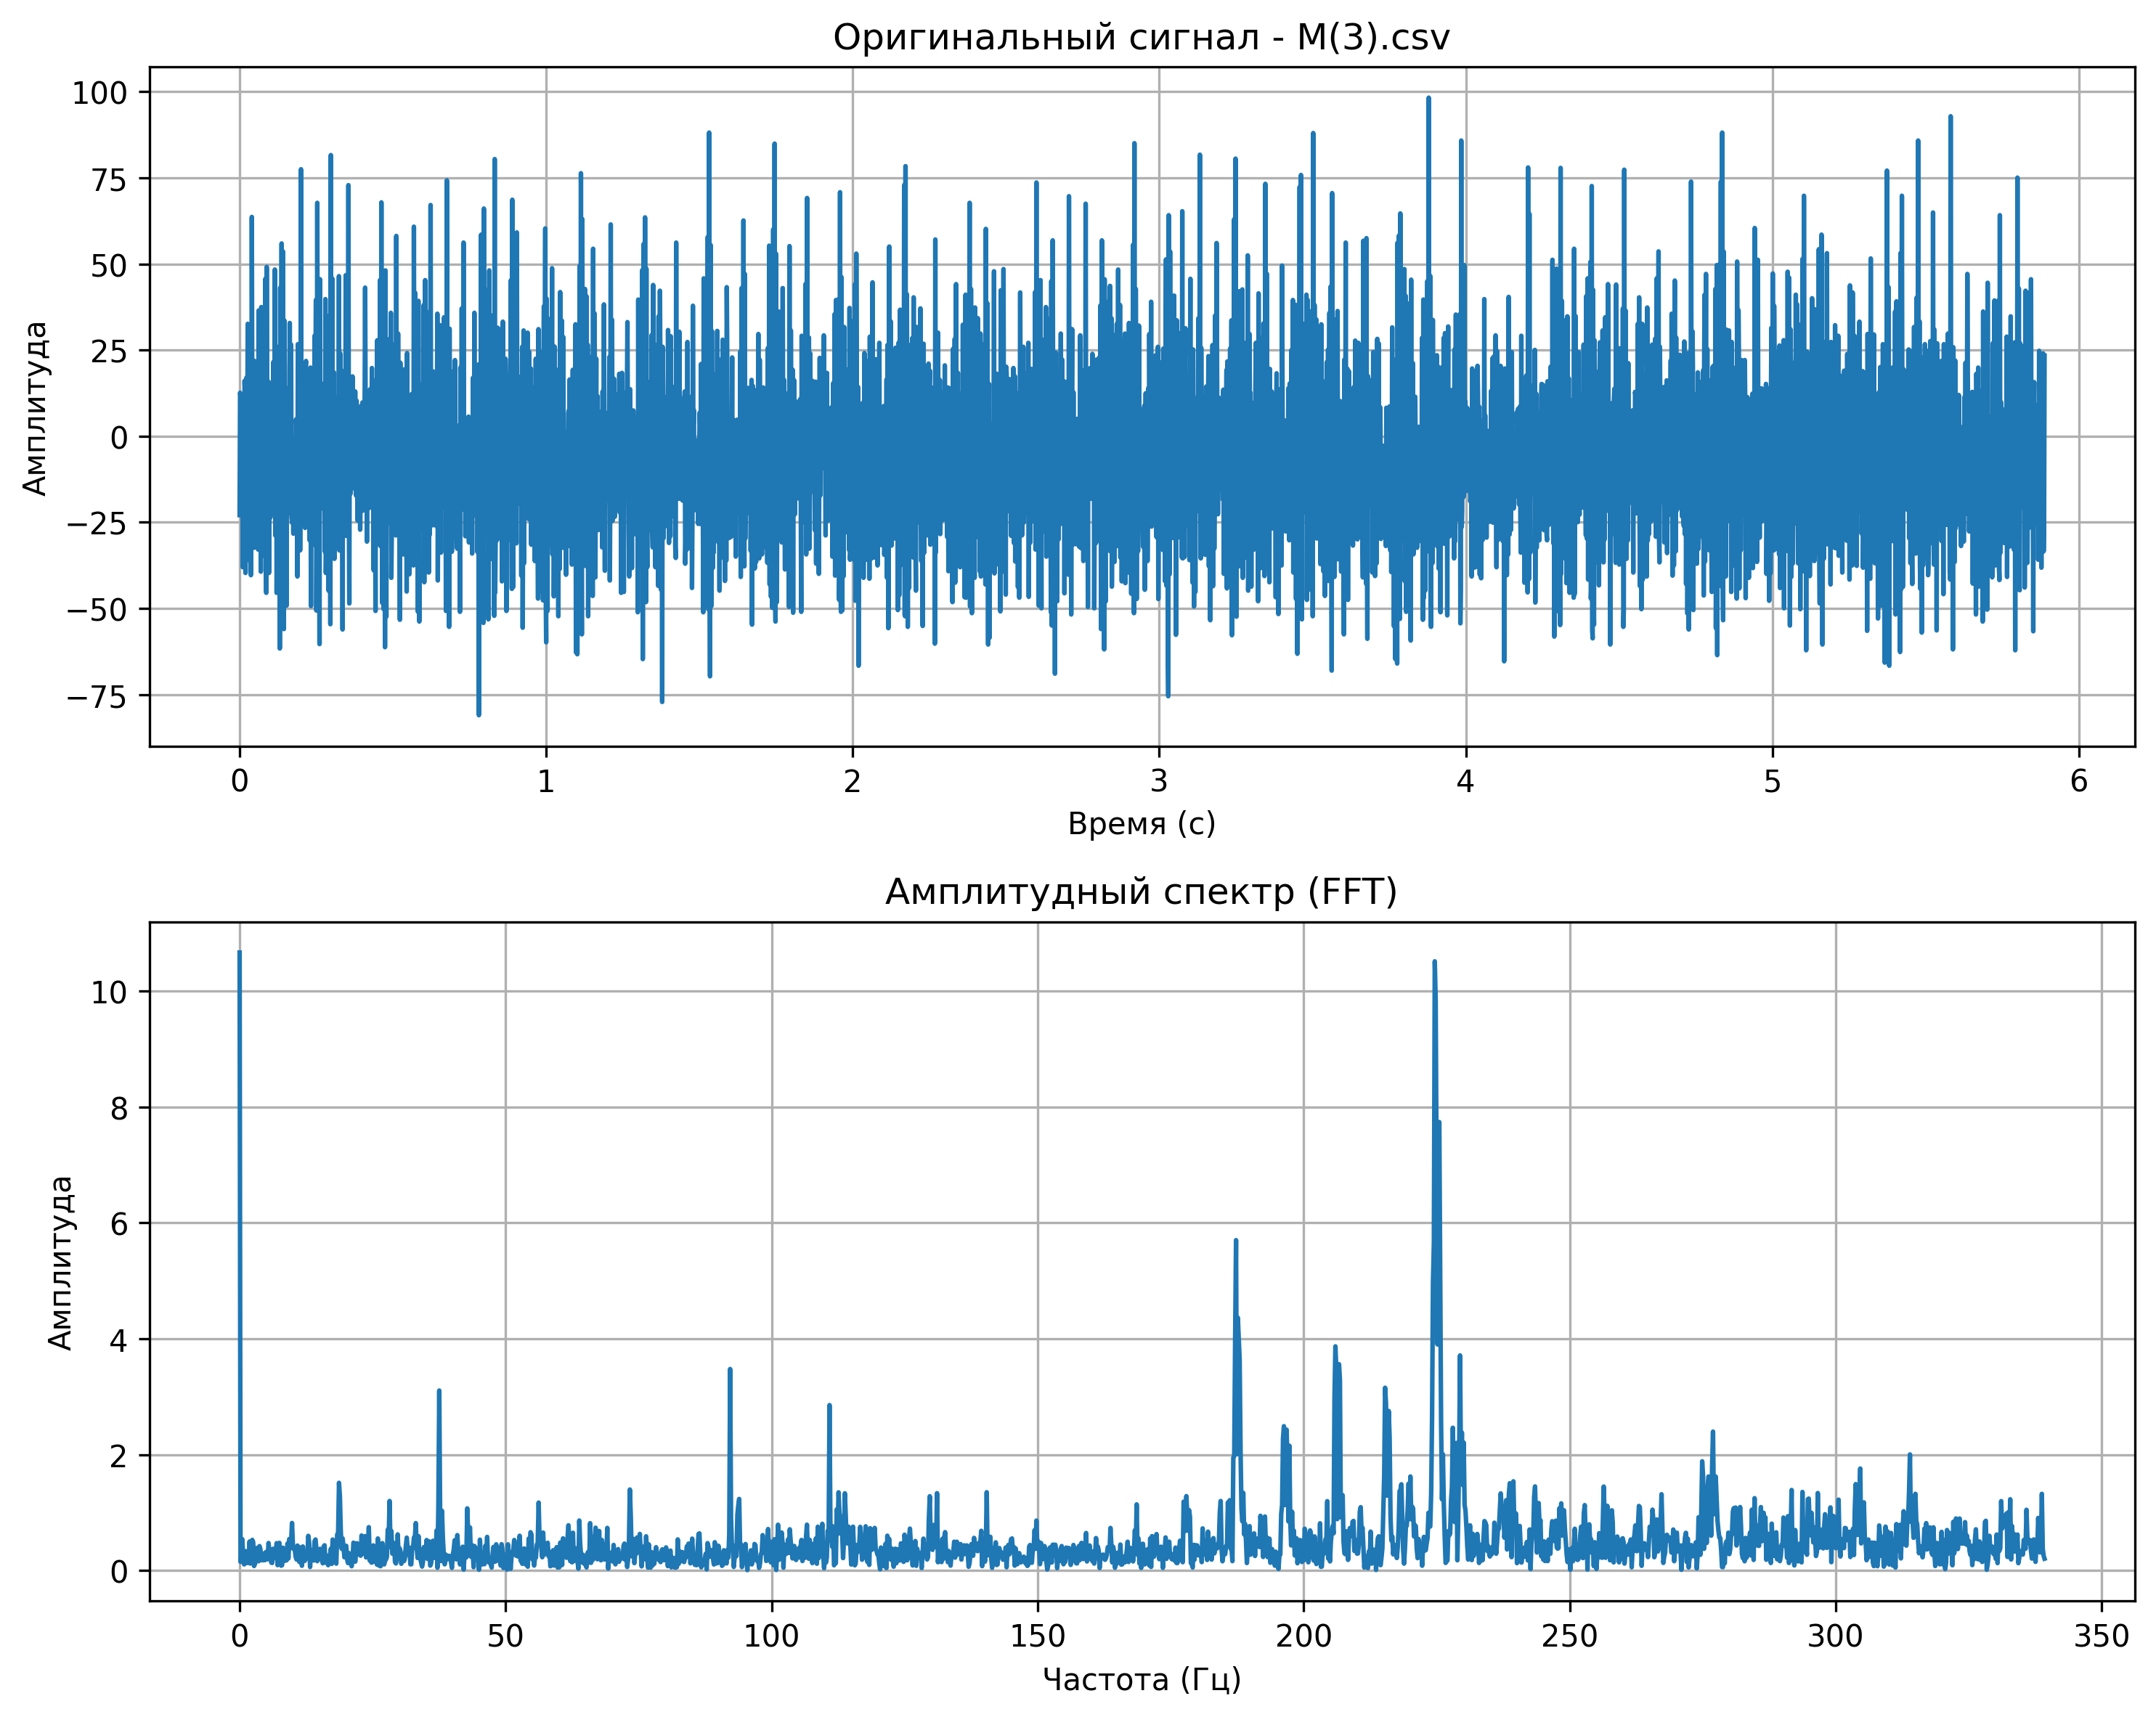 Оригинальный сигнал - M(3).csv
Амплитуда
100
75
50
25
0
−25
−50
−75
0 1 2 3 4 5 6
Время (с)
Амплитудный спектр (FFT)
Амплитуда
10
8
6
4
2
0
0 50 100 150 200 250 300 350
Частота (Гц)